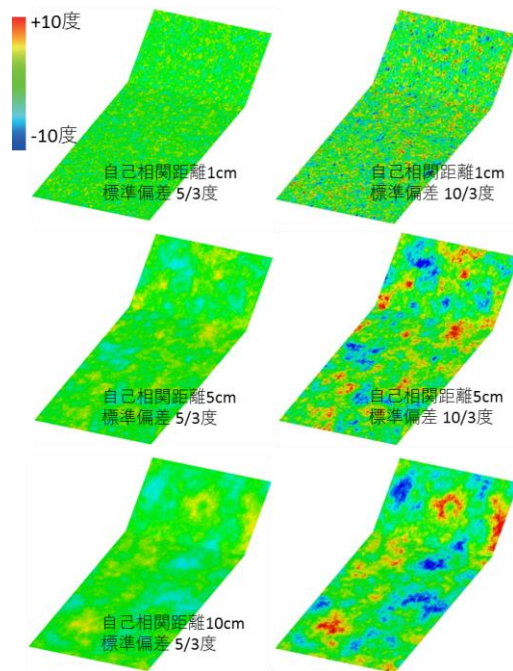 +10度
-10度
自己相関距離1cm
標準偏差 5/3度
自己相関距離1cm
標準偏差 10/3度
自己相関距離5cm
標準偏差 5/3度
自己相関距離5cm
標準偏差 10/3度
自己相関距離10cm
標準偏差 5/3度